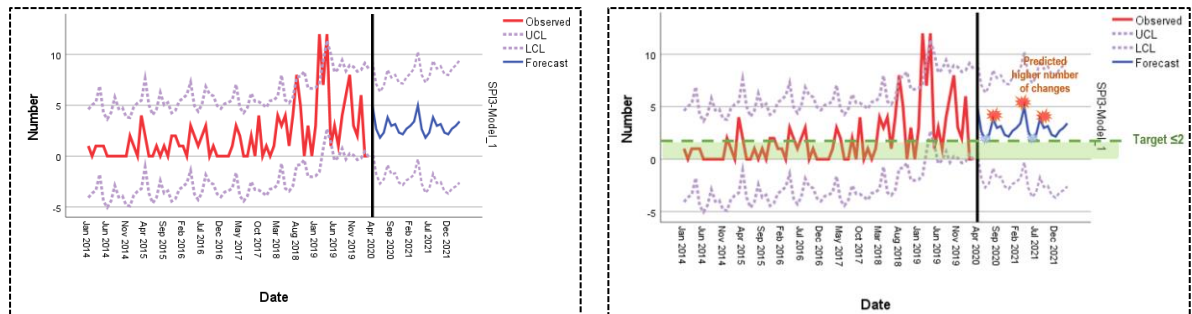 Observed
UCL
LCL
Forecast
10
5
0
-5
Number
SPI3-Model_1
Jan 2014
Jun 2014
Nov 2014
Apr 2015
Sep 2015
Feb 2016
Jul 2016
Dec 2016
May 2017
Oct 2017
Mar 2018
Aug 2018
Jan 2019
Jun 2019
Nov 2019
Apr 2020
Sep 2020
Feb 2021
Jul 2021
Dec 2021
Date
Observed
UCL
LCL
Forecast
10
5
0
-5
Number
Predicted
higher number
of changes
SPI3-Model_1
Target ≤2
Jan 2014
Jun 2014
Nov 2014
Apr 2015
Sep 2015
Feb 2016
Jul 2016
Dec 2016
May 2017
Oct 2017
Mar 2018
Aug 2018
Jan 2019
Jun 2019
Nov 2019
Apr 2020
Sep 2020
Feb 2021
Jul 2021
Dec 2021
Date